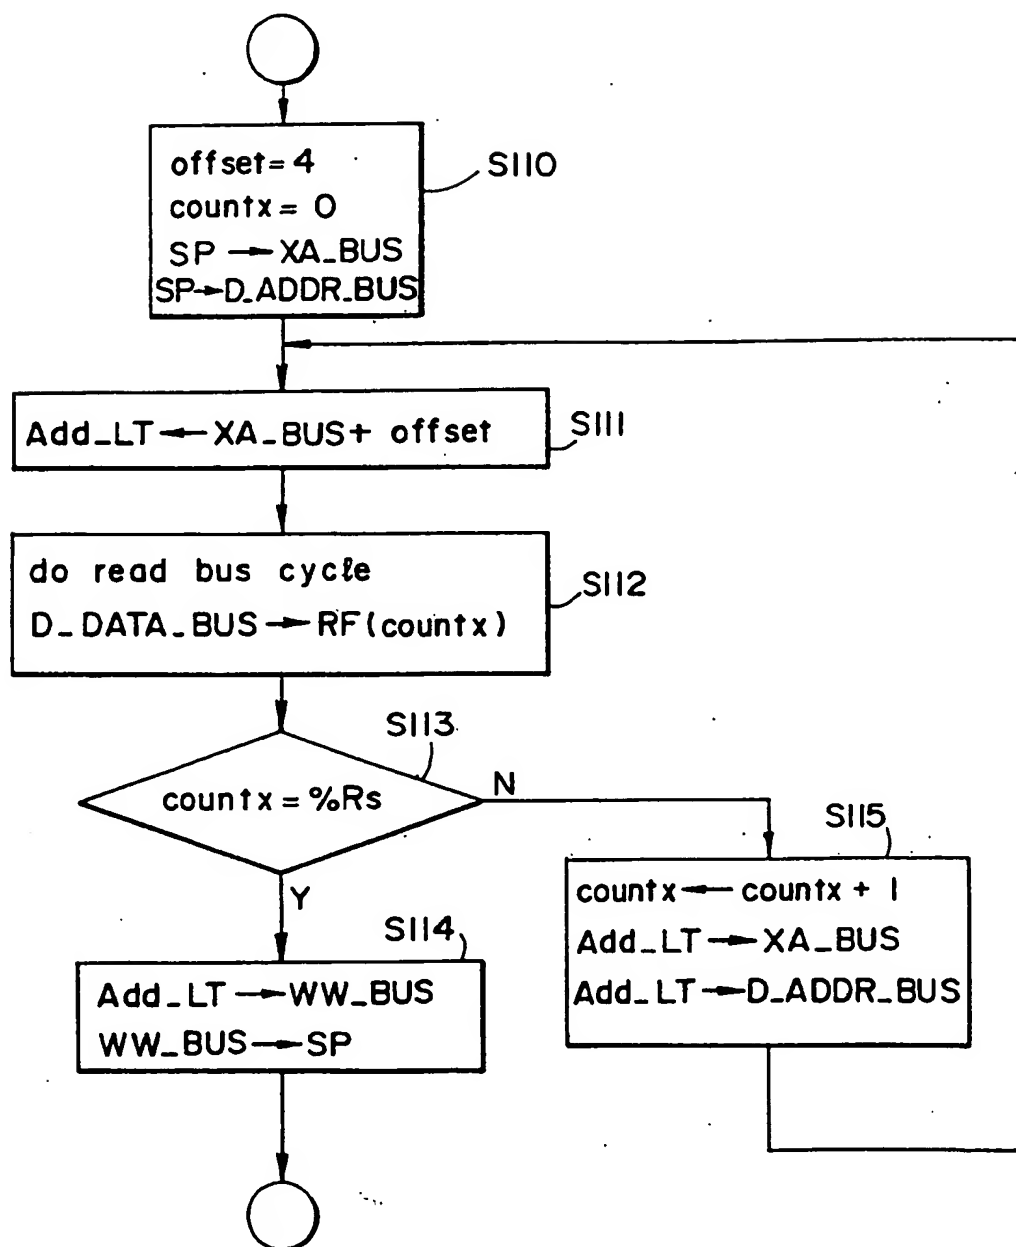 offset=4
countx=0
SP→XA_BUS
SP→D_ADDR_BUS
S110
Add_LT←XA_BUS+ offset
S111
do read bus cycle
D_DATA_BUS→RF(countx)
S112
S113
countx=%Rs
N
Y
S115
countx←countx+1
Add_LT→XA_BUS
Add_LT→D_ADDR_BUS
S114
Add_LT→WW_BUS
WW_BUS→SP